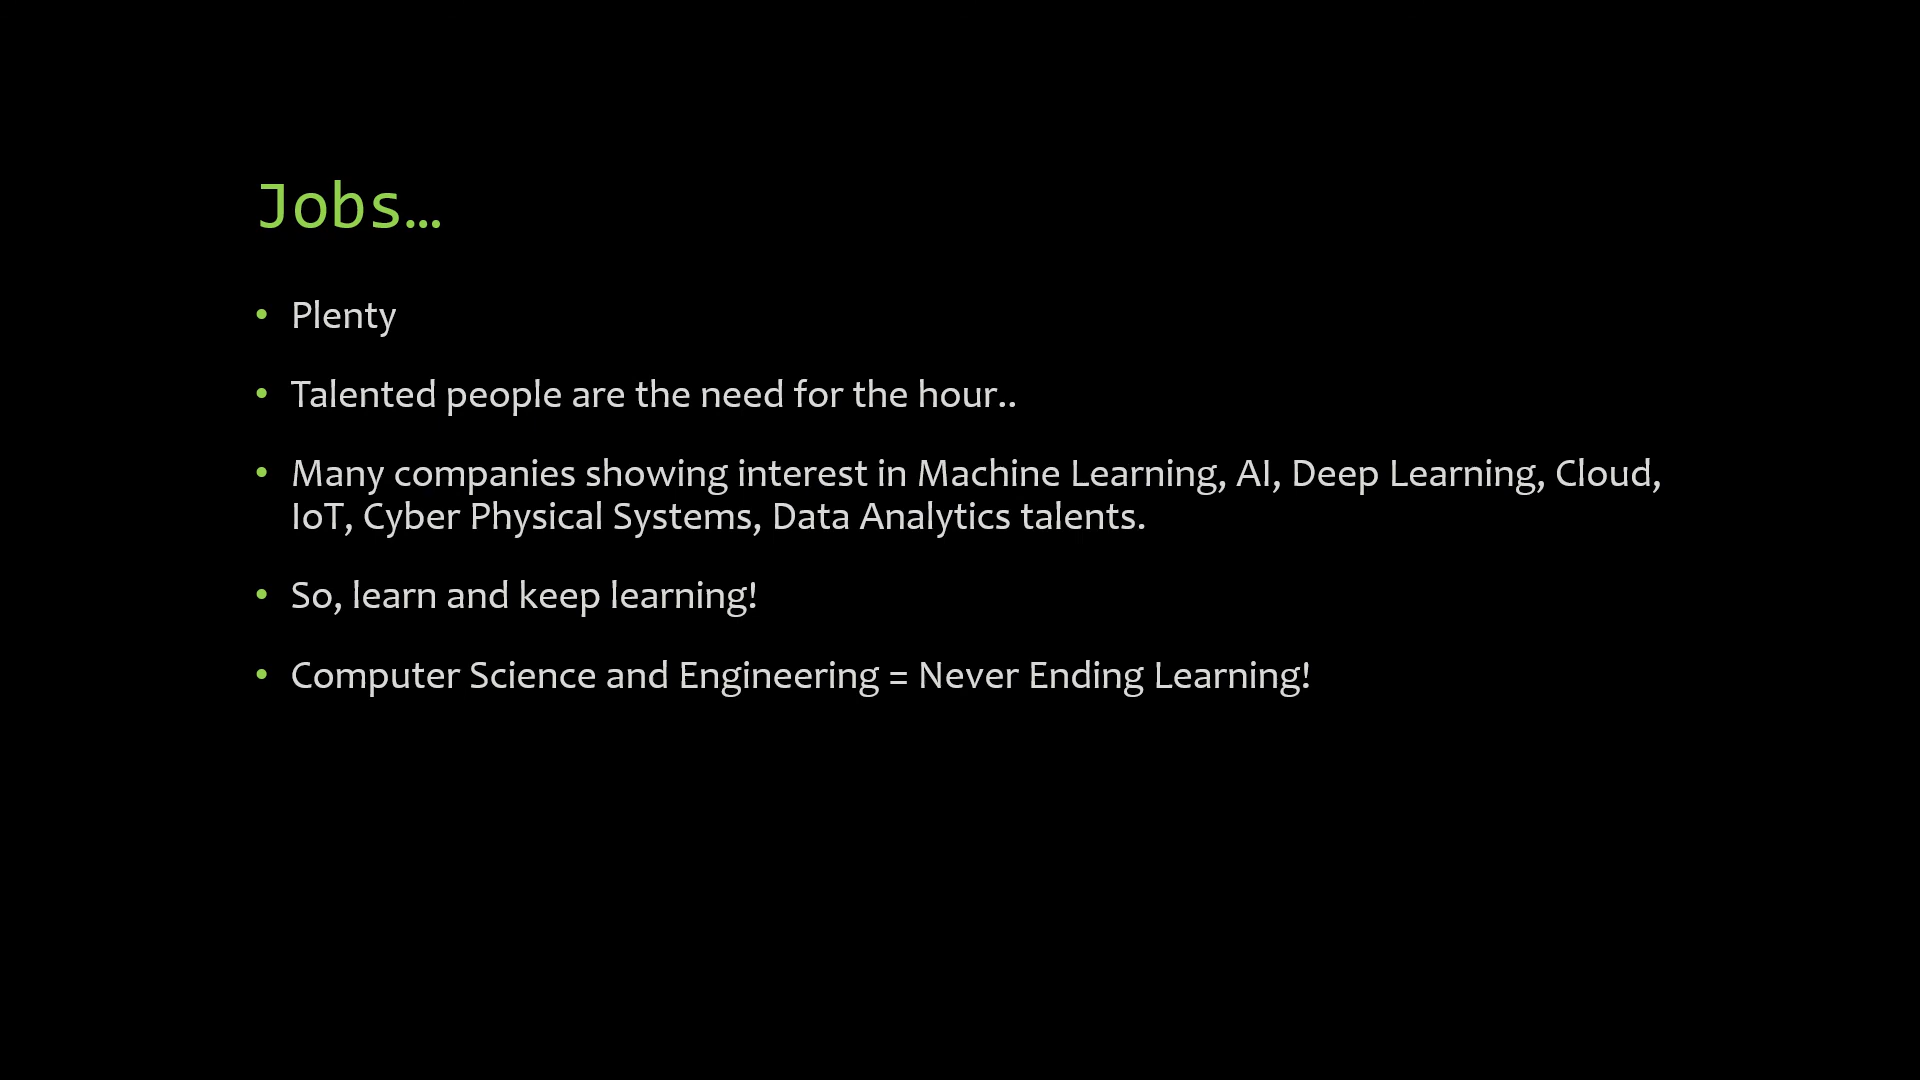 Jobs…
• Plenty
• Talented people are the need for the hour..
• Many companies showing interest in Machine Learning, AI, Deep Learning, Cloud,
IoT, Cyber Physical Systems, Data Analytics talents.
• So, learn and keep learning!
• Computer Science and Engineering = Never Ending Learning!